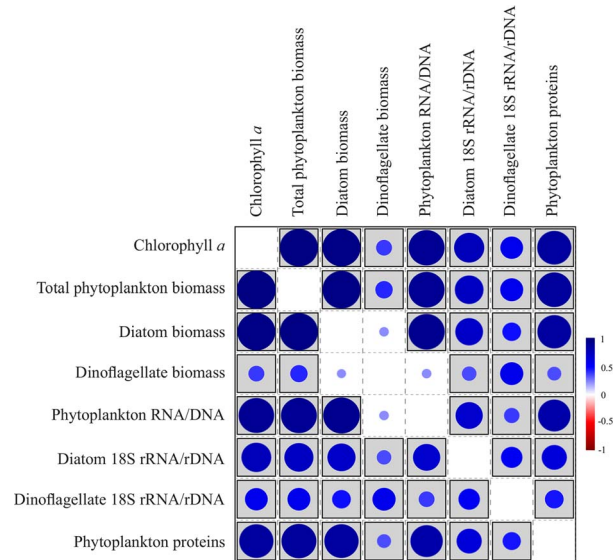 Chlorophyll a
Total phytoplankton biomass
Diatom biomass
Dinoflagellate biomass
Phytoplankton RNA/DNA
Diatom 18S rRNA/rDNA
Dinoflagellate 18S rRNA/rDNA
Phytoplankton proteins
Chlorophyll a
Total phytoplankton biomass
Diatom biomass
Dinoflagellate biomass
Phytoplankton RNA/DNA
Diatom 18S rRNA/rDNA
Dinoflagellate 18S rRNA/rDNA
Phytoplankton proteins
1
0.5
0
-0.5
-1